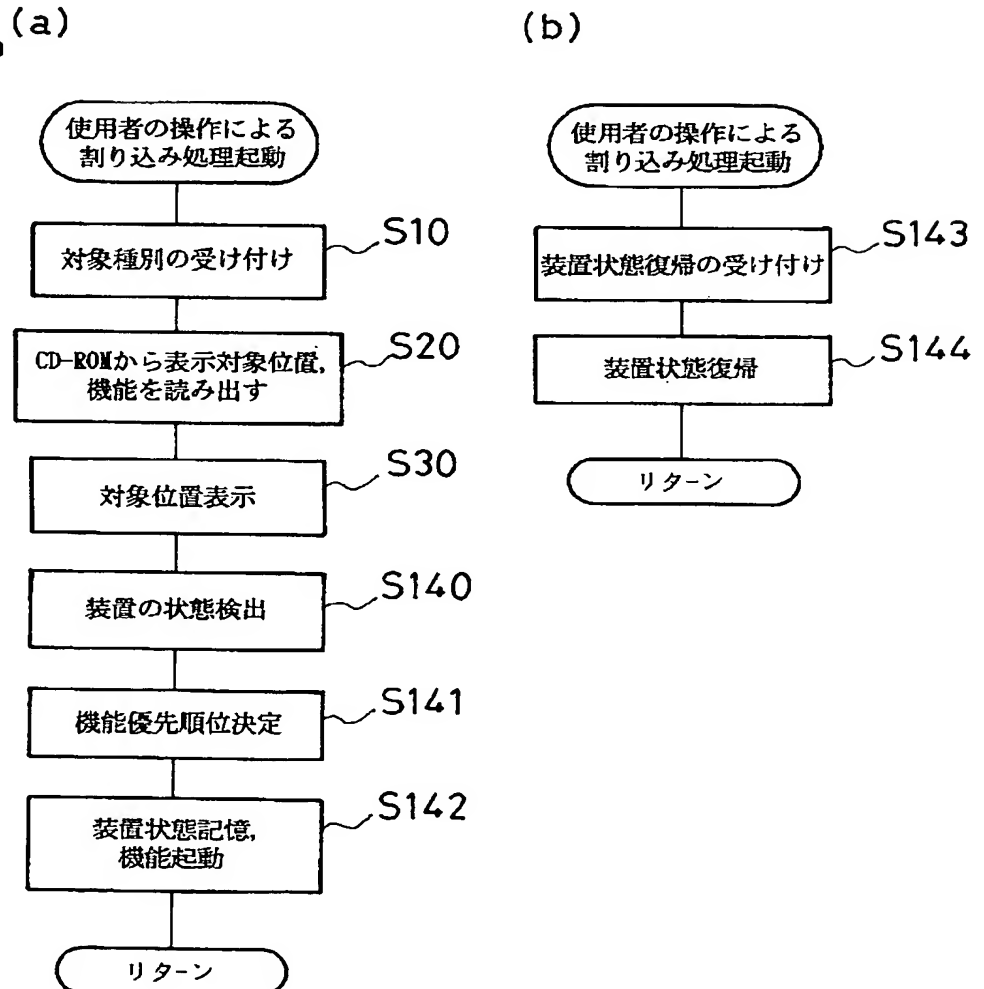 (a)
使用者の操作による
割り込み処理起動
S10
対象種別の受け付け
S20
CD-ROMから表示対象位置,
機能を読み出す
S30
対象位置表示
S140
装置の状態検出
S141
機能優先順位決定
S142
装置状態記憶,
機能起動
リターン
(b)
使用者の操作による
割り込み処理起動
S143
装置状態復帰の受け付け
S144
装置状態復帰
リターン